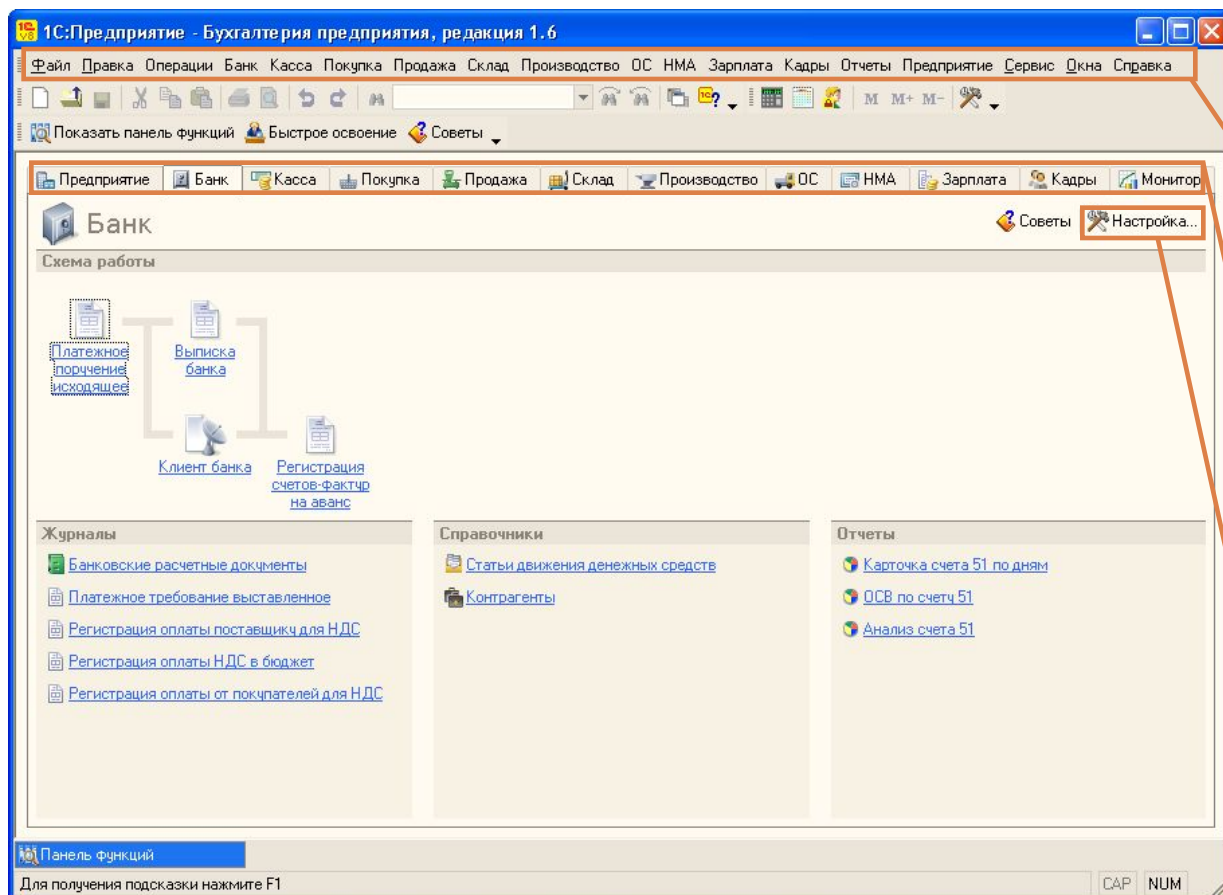 1С:Предприятие - Бухгалтерия предприятия, редакция 1.6
Файл Правка Операции Банк Касса Покупка Продажа Склад Производство ОС НМА Зарплата Кадры Отчеты Предприятие Сервис Окна Справка
M M+ M-
Показать панель функций Быстрое освоение Советы
Предприятие Банк Касса Покупка Продажа Склад Производство ОС НМА Зарплата Кадры Монитор
Банк
Советы Настройка...
Схема работы
Платежное поручение исходящее
Выписка банка
Клиент банка
Регистрация счетов-фактур на аванс
Журналы
Банковские расчетные документы
Платежное требование выставленное
Регистрация оплаты поставщику для НДС
Регистрация оплаты НДС в бюджет
Регистрация оплаты от покупателей для НДС
Справочники
Статьи движения денежных средств
Контрагенты
Отчеты
Карточка счета 51 по дням
ОСВ по счету 51
Анализ счета 51
Панель функций
Для получения подсказки нажмите F1
CAP NUM